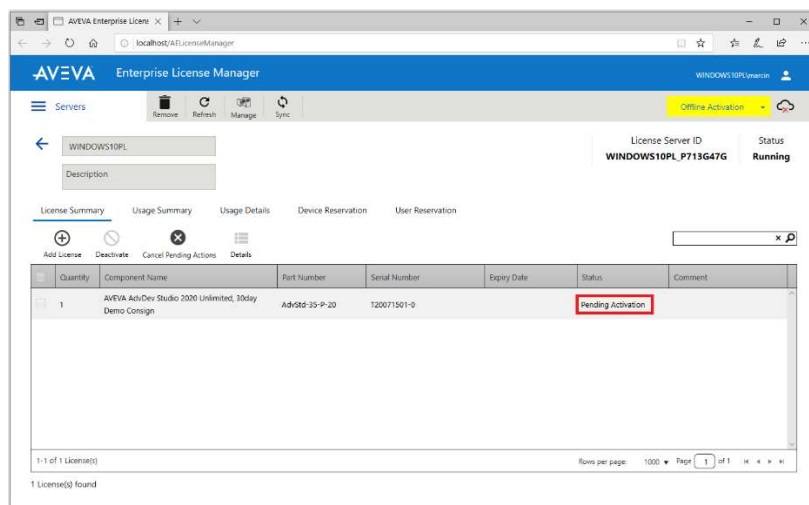 AVEVA Enterprise Licens
localhost/AELicenseManager
AVEVA Enterprise License Manager
WINDOWS10PL\marcin
Servers
Remove Refresh Manage Sync
Offline Activation
WINDOWS10PL
Description
License Server ID Status
WINDOWS10PL_P713G47G Running
License Summary Usage Summary Usage Details Device Reservation User Reservation
Add License Deactivate Cancel Pending Actions Details
Quantity Component Name Part Number Serial Number Expiry Date Status Comment
1 AVEVA AdvDev Studio 2020 Unlimited, 30day AdvStd-35-P-20 T20071501-0 Pending Activation
Demo Consign
1-1 of 1 License(s) Rows per page: 1000 Page 1 of 1
1 License(s) found